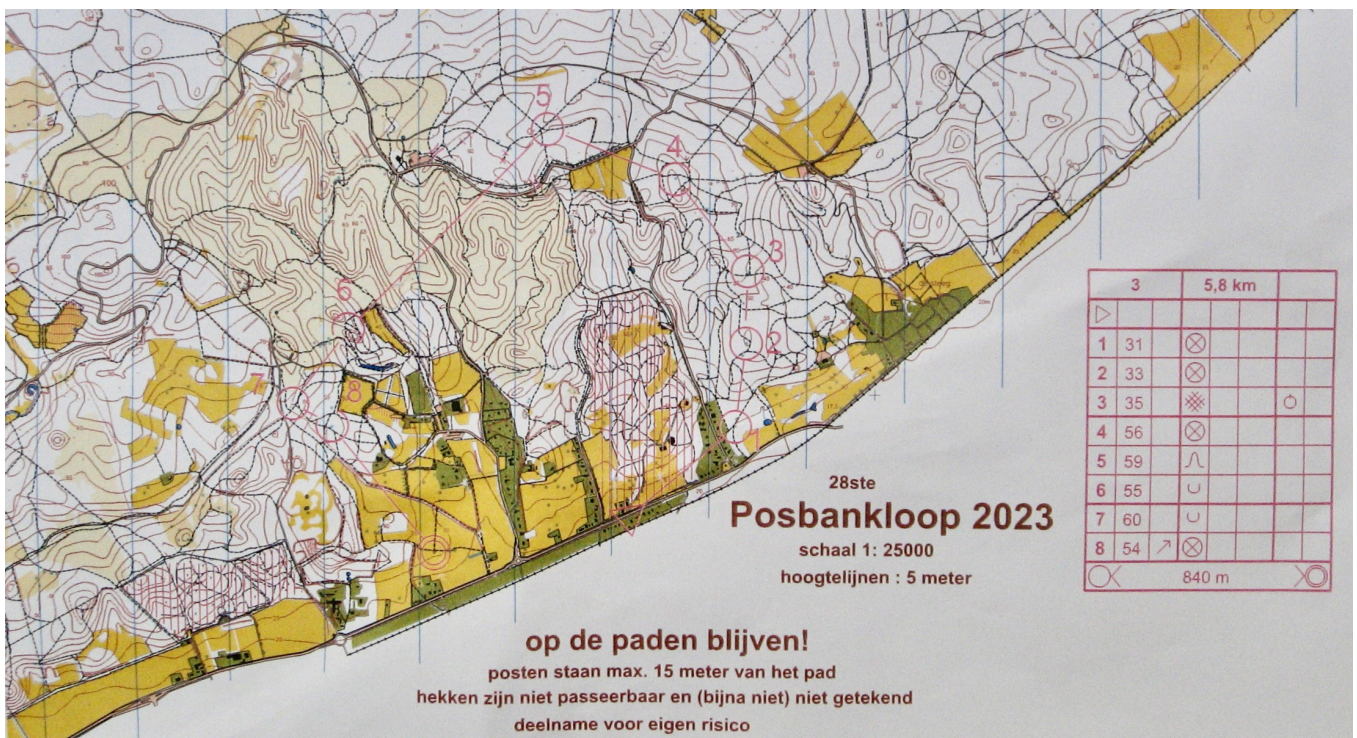 5
4
3
6
2
7
8
28ste
Posbankloop 2023
schaal 1: 25000
hoogtelijnen : 5 meter
op de paden blijven!
posten staan max. 15 meter van het pad
hekken zijn niet passeerbaar en (bijna niet) niet getekend
deelname voor eigen risico
3 5,8 km
1 31
2 33
3 35
4 56
5 59
6 55
7 60
8 54
840 m